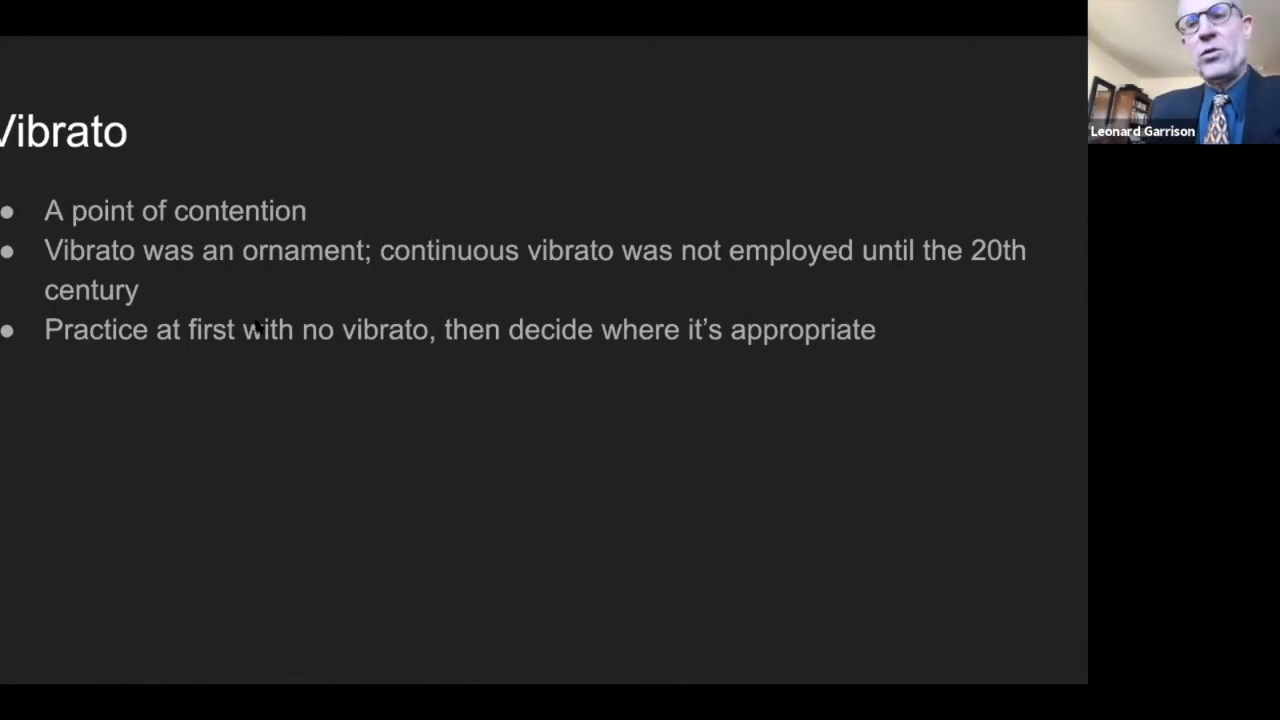 Vibrato
● A point of contention
● Vibrato was an ornament; continuous vibrato was not employed until the 20th
century
● Practice at first with no vibrato, then decide where it’s appropriate
Leonard Garrison